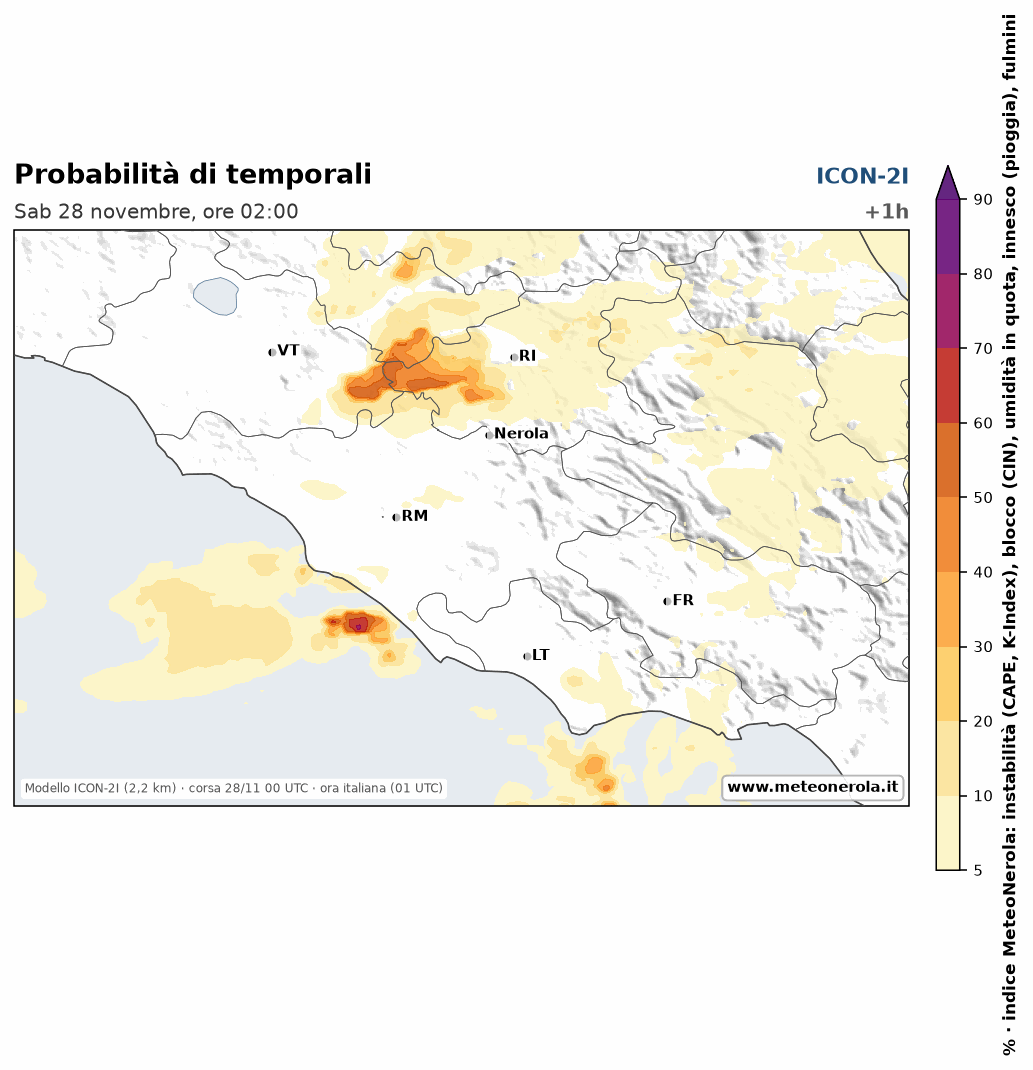 Probabilità di temporali
ICON-2I
Sab 28 novembre, ore 02:00
+1h
VT
RI
Nerola
RM
FR
LT
Modello ICON-2I (2,2 km) · corsa 28/11 00 UTC · ora italiana (01 UTC)
www.meteonerola.it
90
80
70
60
50
40
30
20
10
5
% · indice MeteoNerola: instabilità (CAPE, K-Index), blocco (CIN), umidità in quota, innesco (pioggia), fulmini